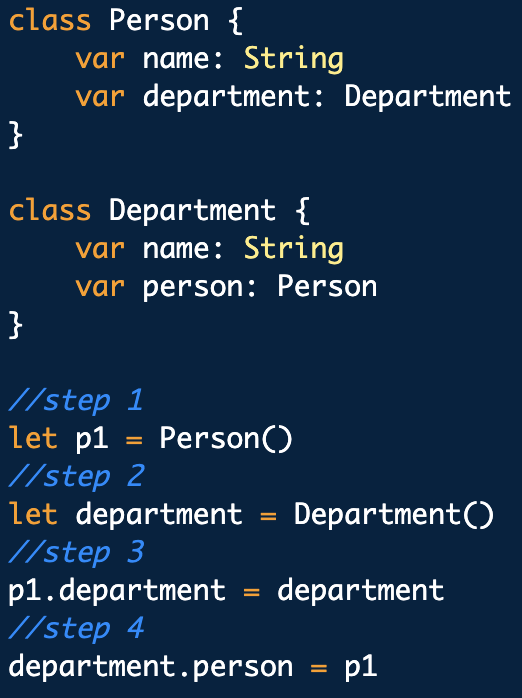 class Person {
    var name: String
    var department: Department
}

class Department {
    var name: String
    var person: Person
}

//step 1
let p1 = Person()
//step 2
let department = Department()
//step 3
p1.department = department
//step 4
department.person = p1